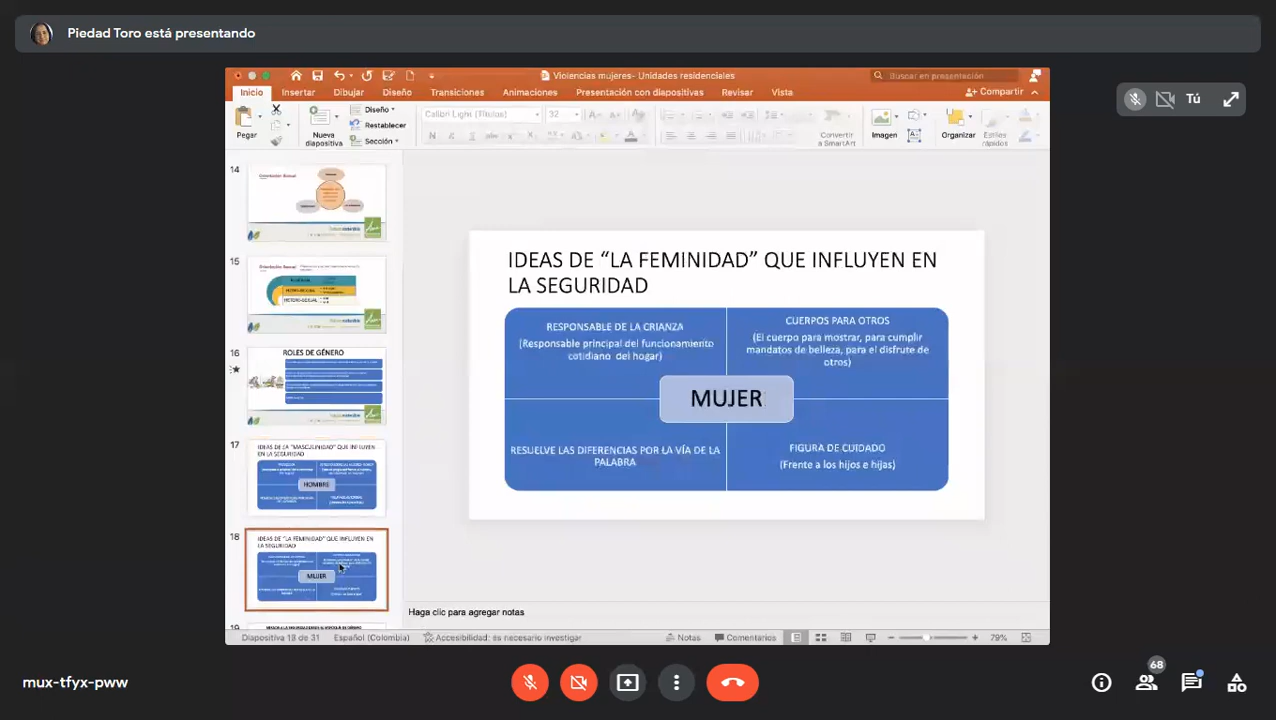 Piedad Toro está presentando
Violencias mujeres- Unidades residenciales
Buscar en presentación
Inicio
Insertar
Dibujar
Diseño
Transiciones
Animaciones
Presentación con diapositivas
Revisar
Vista
Compartir
Tú
Pegar
Nueva
diapositiva
Diseño
Restablecer
Sección
Calibri Light (Títulos)
32
Convertir
a SmartArt
Imagen
Organizar
Estilos
rápidos
14
Orientación Sexual
15
Orientación Sexual
16
ROLES DE GÉNERO
17
IDEAS DE LA "MASCULINIDAD" QUE INFLUYEN
EN LA SEGURIDAD
HOMBRE
18
IDEAS DE "LA FEMINIDAD" QUE INFLUYEN EN
LA SEGURIDAD
MUJER
19
IDEAS DE “LA FEMINIDAD” QUE INFLUYEN EN
LA SEGURIDAD
RESPONSABLE DE LA CRIANZA
(Responsable principal del funcionamiento
cotidiano del hogar)
CUERPOS PARA OTROS
(El cuerpo para mostrar, para cumplir
mandatos de belleza, para el disfrute de
otros)
MUJER
RESUELVE LAS DIFERENCIAS POR LA VÍA DE LA
PALABRA
FIGURA DE CUIDADO
(Frente a los hijos e hijas)
Haga clic para agregar notas
Diapositiva 18 de 31
Español (Colombia)
Accesibilidad: es necesario investigar
Notas
Comentarios
79%
mux-tfyx-pww
68